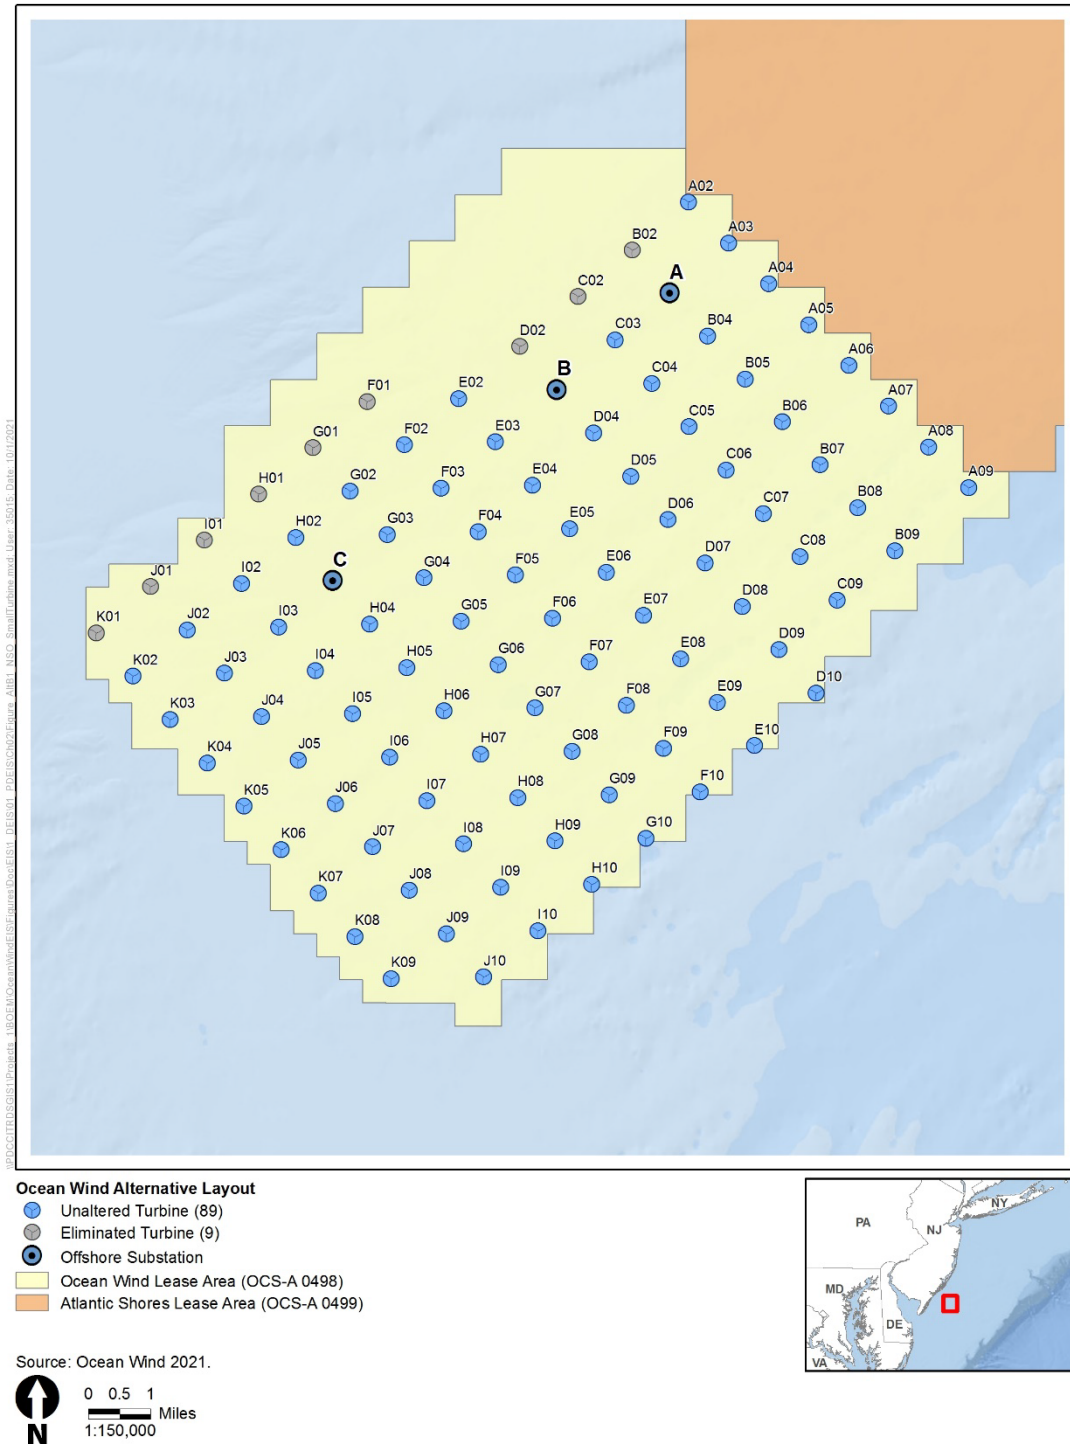 A02
A03
B02
A
A04
C02
A05
C03
B04
D02
A06
B
C04
B05
F01
E02
A07
D04
C05
B06
G01
F02
E03
A08
D05
C06
B07
H01
G02
F03
E04
A09
D06
C07
B08
I01
H02
G03
F04
E05
B09
C
G04
F05
E06
D07
C08
J01
I02
D08
C09
K01
J02
I03
H04
G05
F06
E07
D09
K02
J03
I04
H05
G06
F07
E08
D10
K03
J04
I05
H06
G07
F08
E09
E10
K04
J05
I06
H07
G08
F09
F10
K05
J06
I07
H08
G09
G10
K06
J07
I08
H09
H10
K07
J08
I09
I10
K08
J09
K09
J10
Ocean Wind Alternative Layout
Unaltered Turbine (89)
Eliminated Turbine (9)
Offshore Substation
Ocean Wind Lease Area (OCS-A 0498)
Atlantic Shores Lease Area (OCS-A 0499)
Source: Ocean Wind 2021.
0 0.5 1
Miles
1:150,000
N
NY
PA
NJ
MD
DE
VA